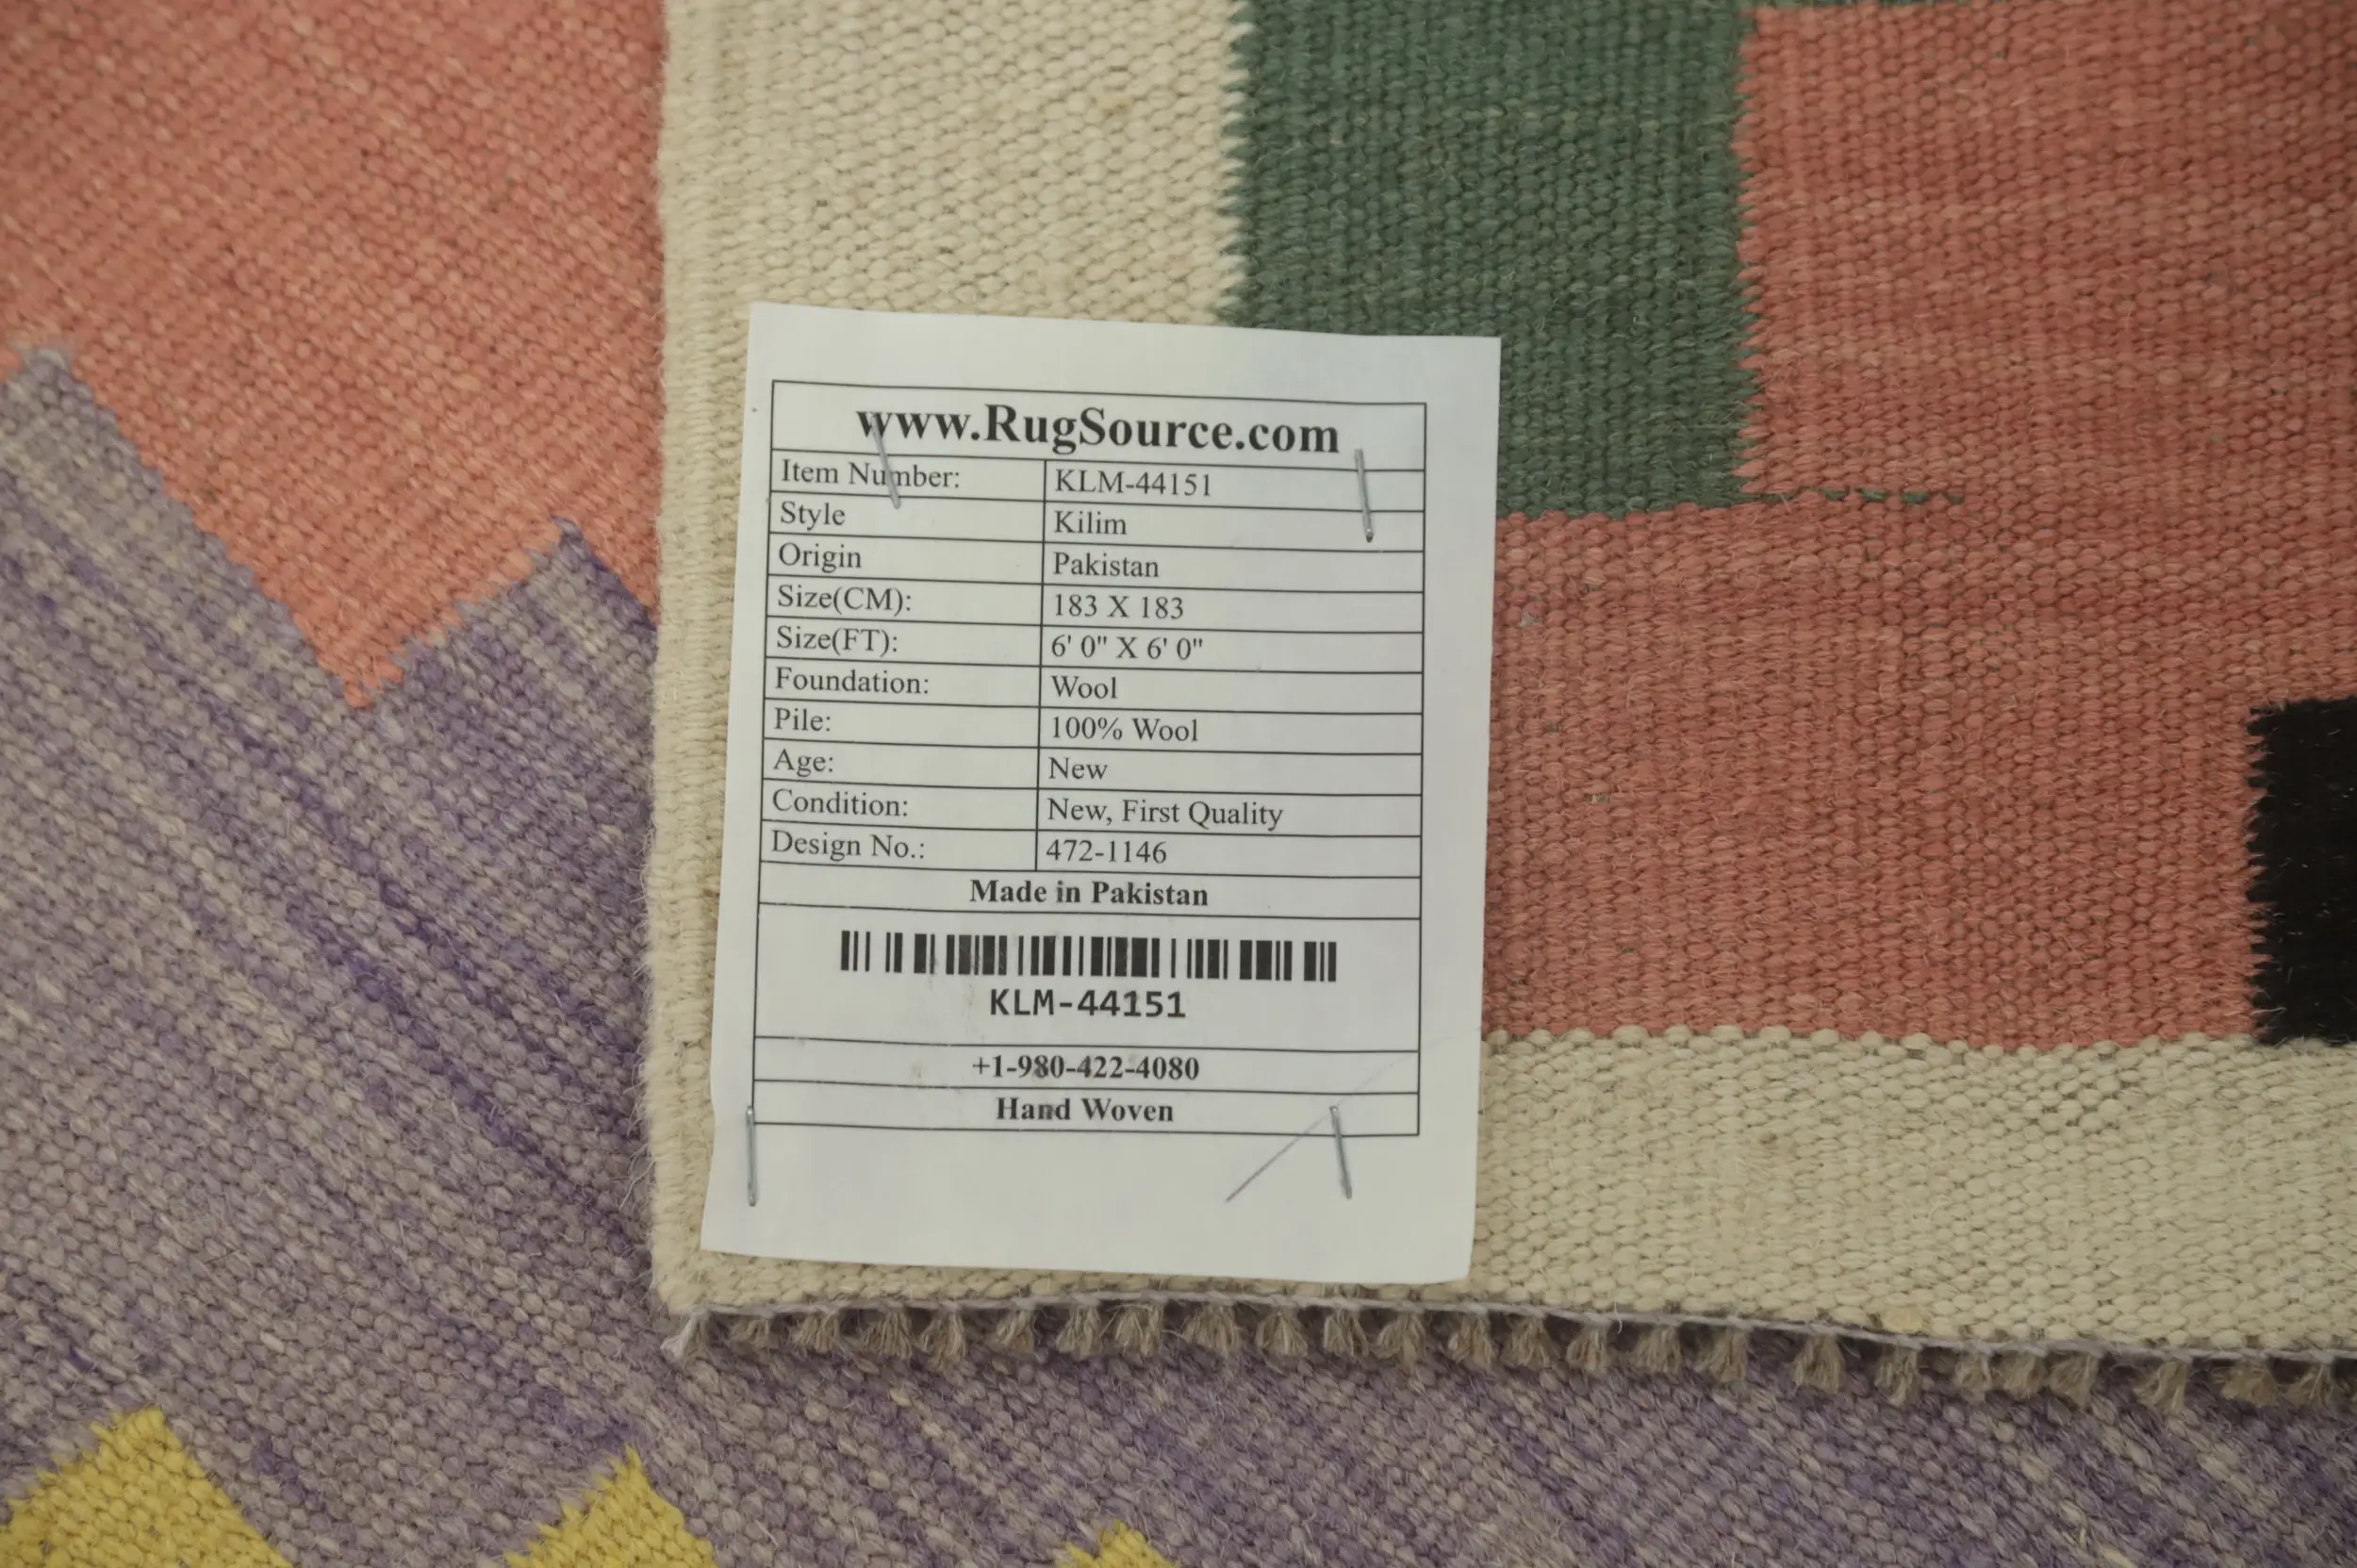 www.RugSource.com
Item Number: KLM-44151
Style Kilim
Origin Pakistan
Size(CM): 183 X 183
Size(FT): 6' 0" X 6' 0"
Foundation: Wool
Pile: 100% Wool
Age: New
Condition: New, First Quality
Design No.: 472-1146
Made in Pakistan
KLM-44151
+1-980-422-4080
Hand Woven